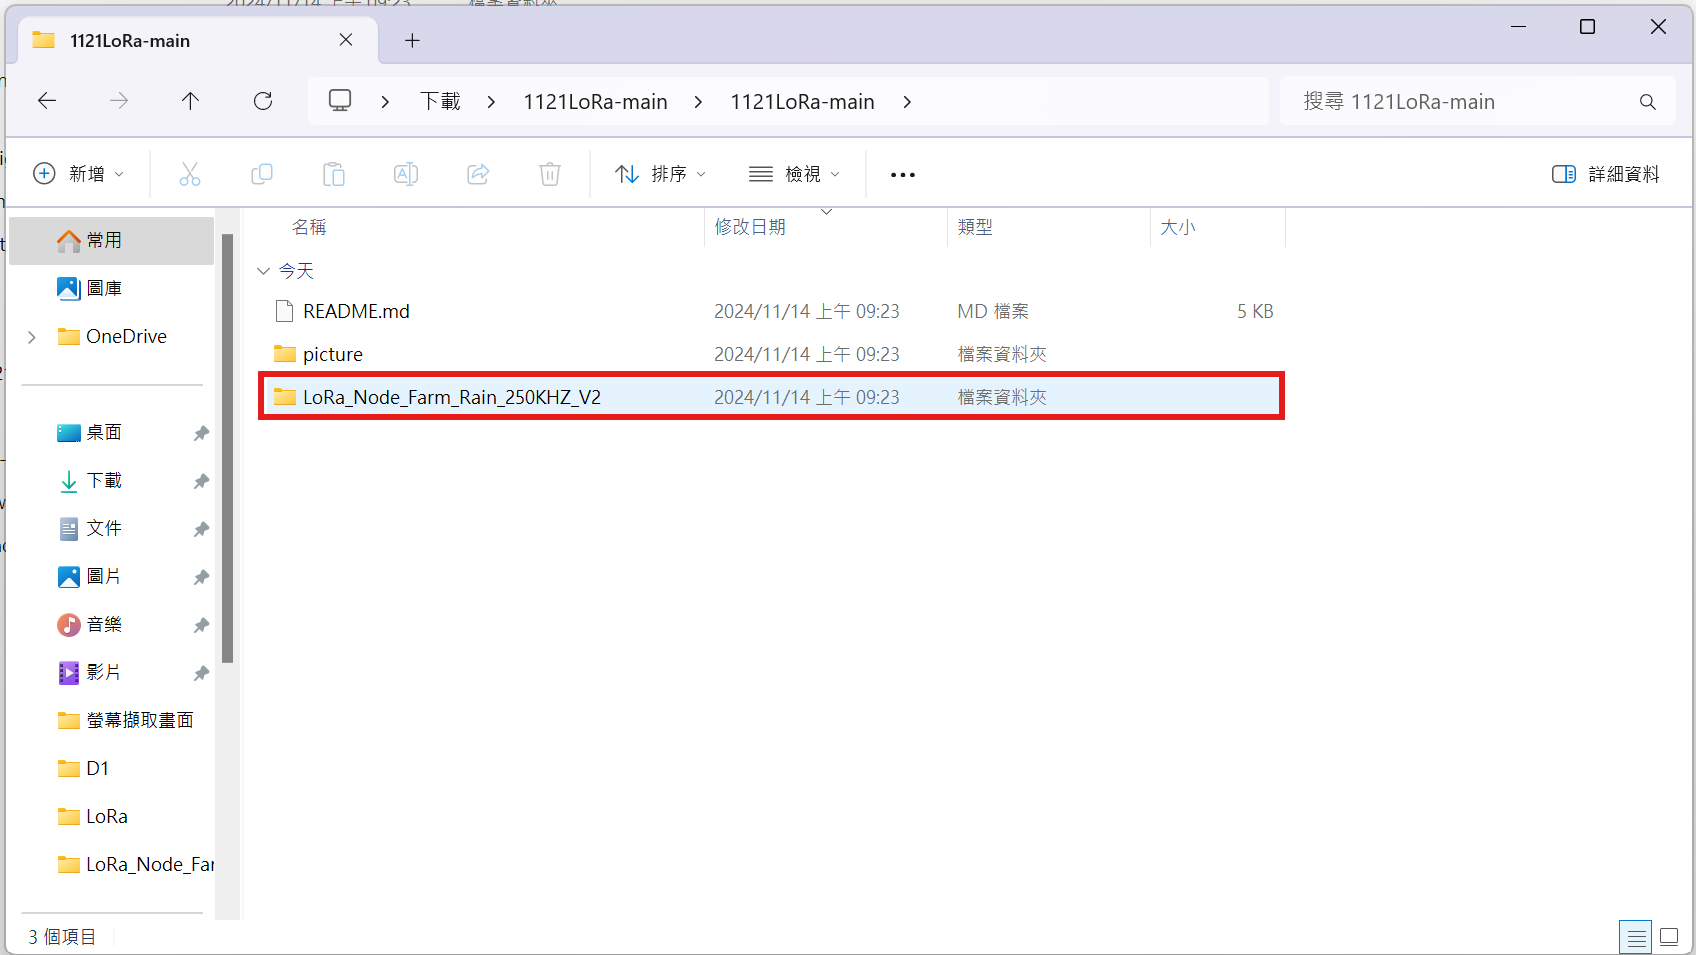 1121LoRa-main
下載 1121LoRa-main 1121LoRa-main
搜尋 1121LoRa-main
新增
排序
檢視
詳細資料
常用
圖庫
OneDrive
桌面
下載
文件
圖片
音樂
影片
螢幕擷取畫面
D1
LoRa
LoRa_Node_Far
名稱 修改日期 類型 大小
今天
README.md 2024/11/14 上午 09:23 MD 檔案 5 KB
picture 2024/11/14 上午 09:23 檔案資料夾
LoRa_Node_Farm_Rain_250KHZ_V2 2024/11/14 上午 09:23 檔案資料夾
3 個項目